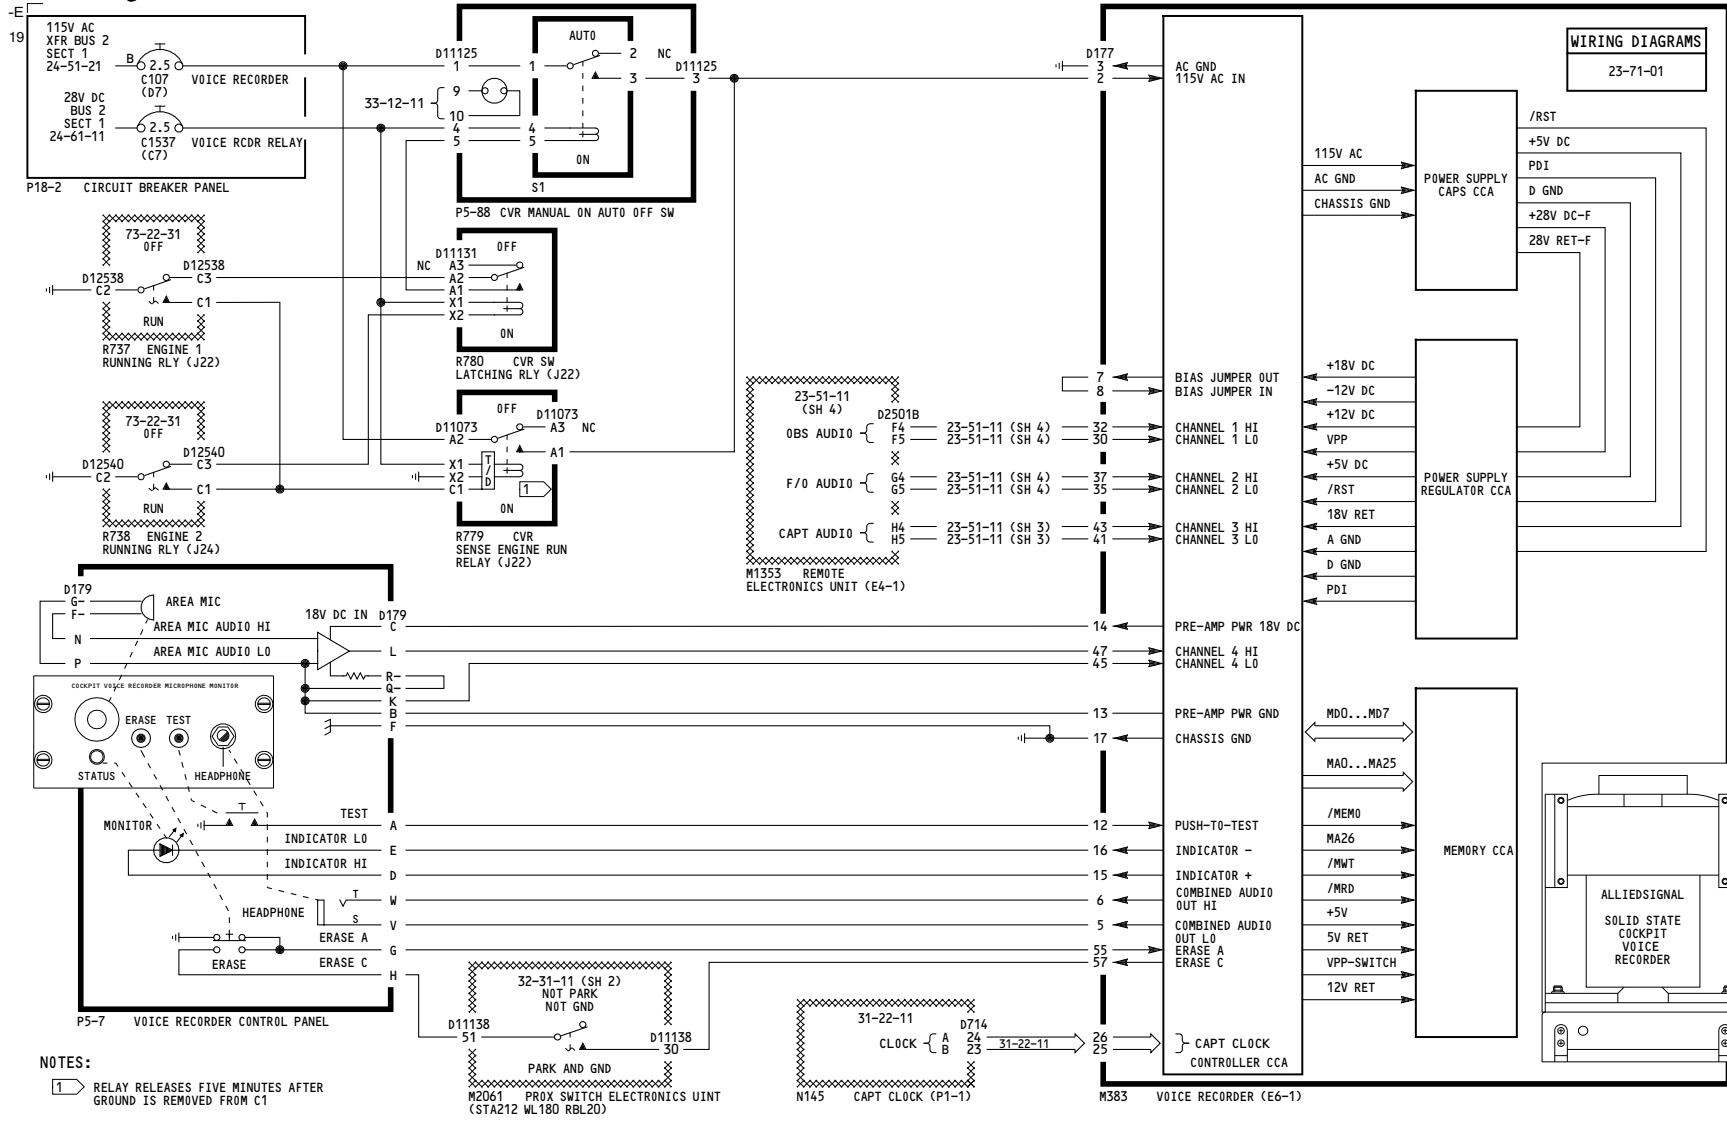 -E
19
115V AC
XFR BUS 2
SECT 1
24-51-21
B
2.5
C107
(D7)
VOICE RECORDER
28V DC
BUS 2
SECT 1
24-61-11
2.5
C1537
(C7)
VOICE RCDR RELAY
P18-2 CIRCUIT BREAKER PANEL
D11125
1
9
33-12-11
10
4
5
AUTO
1
2
NC
3
D11125
3
4
5
ON
S1
P5-88 CVR MANUAL ON AUTO OFF SW
73-22-31
OFF
D12538
C2
D12538
C3
C1
RUN
R737 ENGINE 1
RUNNING RLY (J22)
OFF
D11131
NC
A3
A2
A1
X1
X2
ON
R780 CVR SW
LATCHING RLY (J22)
73-22-31
OFF
D12540
C2
D12540
C3
C1
RUN
R738 ENGINE 2
RUNNING RLY (J24)
OFF
D11073
A3 NC
D11073
A2
A1
X1
X2
C1
T/D
1
ON
R779 CVR
SENSE ENGINE RUN
RELAY (J22)
23-51-11
(SH 4)
D2501B
OBS AUDIO
F4 23-51-11 (SH 4) 32 CHANNEL 1 HI
F5 23-51-11 (SH 4) 30 CHANNEL 1 LO
F/O AUDIO
G4 23-51-11 (SH 4) 37 CHANNEL 2 HI
G5 23-51-11 (SH 4) 35 CHANNEL 2 LO
CAPT AUDIO
H4 23-51-11 (SH 3) 43 CHANNEL 3 HI
H5 23-51-11 (SH 3) 41 CHANNEL 3 LO
M1353 REMOTE
ELECTRONICS UNIT (E4-1)
D177
3 AC GND
2 115V AC IN
7 BIAS JUMPER OUT
8 BIAS JUMPER IN
14 PRE-AMP PWR 18V DC
47 CHANNEL 4 HI
45 CHANNEL 4 LO
13 PRE-AMP PWR GND
17 CHASSIS GND
12 PUSH-TO-TEST
16 INDICATOR -
15 INDICATOR +
6 COMBINED AUDIO
OUT HI
5 COMBINED AUDIO
OUT LO
55 ERASE A
57 ERASE C
26
25
CAPT CLOCK
CONTROLLER CCA
M383 VOICE RECORDER (E6-1)
WIRING DIAGRAMS
23-71-01
115V AC
AC GND
CHASSIS GND
POWER SUPPLY
CAPS CCA
/RST
+5V DC
PDI
D GND
+28V DC-F
28V RET-F
+18V DC
-12V DC
+12V DC
VPP
+5V DC
/RST
18V RET
A GND
D GND
PDI
POWER SUPPLY
REGULATOR CCA
MD0...MD7
MA0...MA25
/MEM0
MA26
/MWT
/MRD
+5V
5V RET
VPP-SWITCH
12V RET
MEMORY CCA
ALLIEDSIGNAL
SOLID STATE
COCKPIT
VOICE
RECORDER
D179
G-
F-
N
P
AREA MIC
AREA MIC AUDIO HI
AREA MIC AUDIO LO
18V DC IN
D179
C
L
R-
Q-
K
B
F
COCKPIT VOICE RECORDER MICROPHONE MONITOR
ERASE
TEST
STATUS
HEADPHONE
TEST
A
MONITOR
INDICATOR LO
E
INDICATOR HI
D
T
W
HEADPHONE
S
V
ERASE A
G
ERASE
ERASE C
H
P5-7 VOICE RECORDER CONTROL PANEL
32-31-11 (SH 2)
NOT PARK
NOT GND
D11138
51
D11138
30
PARK AND GND
M2061 PROX SWITCH ELECTRONICS UINT
(STA212 WL180 RBL20)
31-22-11
D714
CLOCK
A 24
B 23
31-22-11
N145 CAPT CLOCK (P1-1)
NOTES:
1 RELAY RELEASES FIVE MINUTES AFTER
GROUND IS REMOVED FROM C1